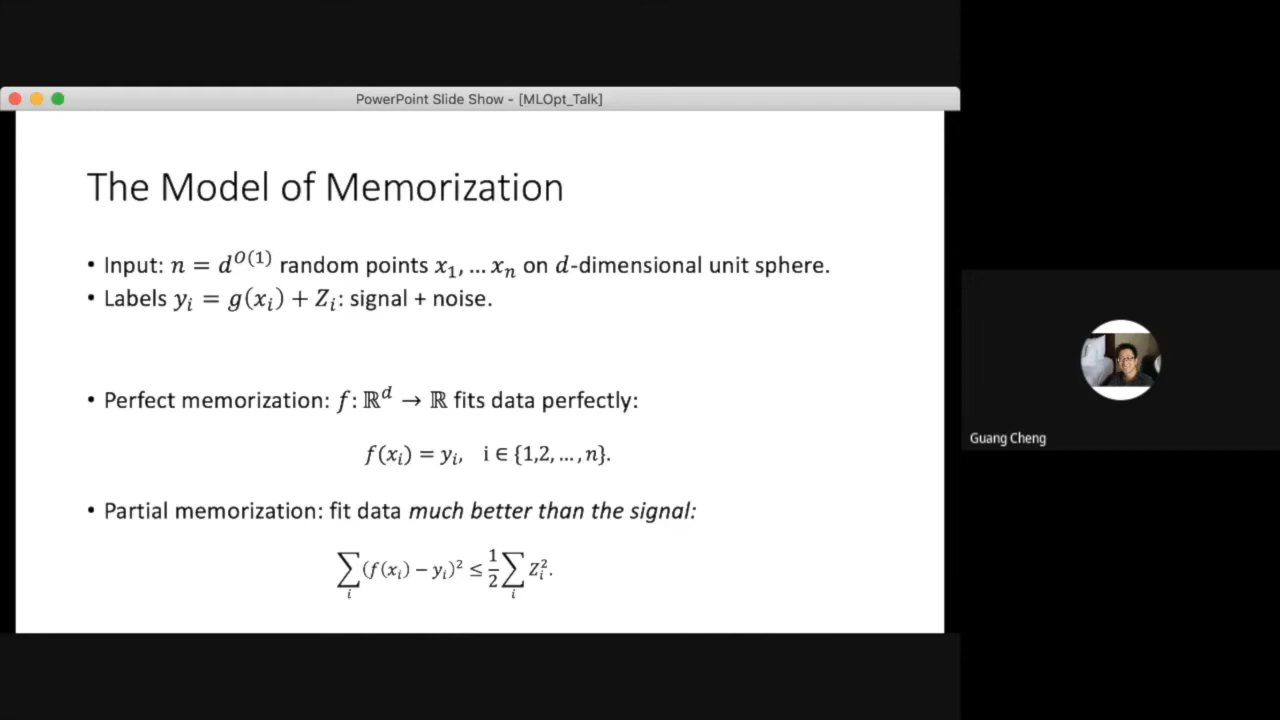 PowerPoint Slide Show - [MLOpt_Talk]
The Model of Memorization
• Input: n = d^{O(1)} random points x_1, … x_n on d-dimensional unit sphere.
• Labels y_i = g(x_i) + Z_i: signal + noise.
• Perfect memorization: f: ℝ^d → ℝ fits data perfectly:
f(x_i) = y_i, i ∈ {1,2, … , n}.
• Partial memorization: fit data much better than the signal:
∑_i (f(x_i) − y_i)^2 ≤ \frac{1}{2} ∑_i Z_i^2.
Guang Cheng